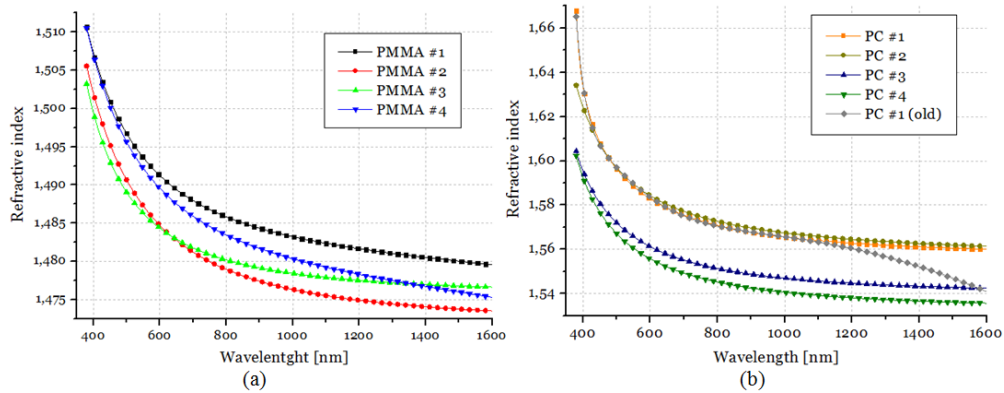 1,510
1,505
1,500
1,495
1,490
1,485
1,480
1,475
Refractive index
PMMA #1
PMMA #2
PMMA #3
PMMA #4
400 600 800 1000 1200 1400 1600
Wavelentght [nm]
(a)
1,66
1,64
1,62
1,60
1,58
1,56
1,54
Refractive index
PC #1
PC #2
PC #3
PC #4
PC #1 (old)
400 600 800 1000 1200 1400 1600
Wavelength [nm]
(b)